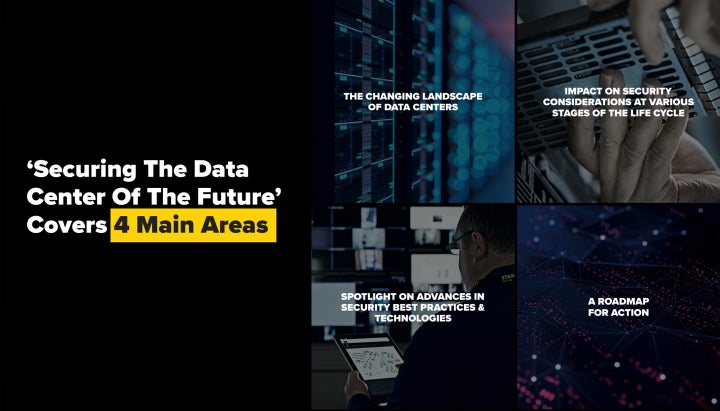 ‘Securing The Data
Center Of The Future’
Covers 4 Main Areas
THE CHANGING LANDSCAPE
OF DATA CENTERS
IMPACT ON SECURITY
CONSIDERATIONS AT VARIOUS
STAGES OF THE LIFE CYCLE
SPOTLIGHT ON ADVANCES IN
SECURITY BEST PRACTICES &
TECHNOLOGIES
A ROADMAP
FOR ACTION